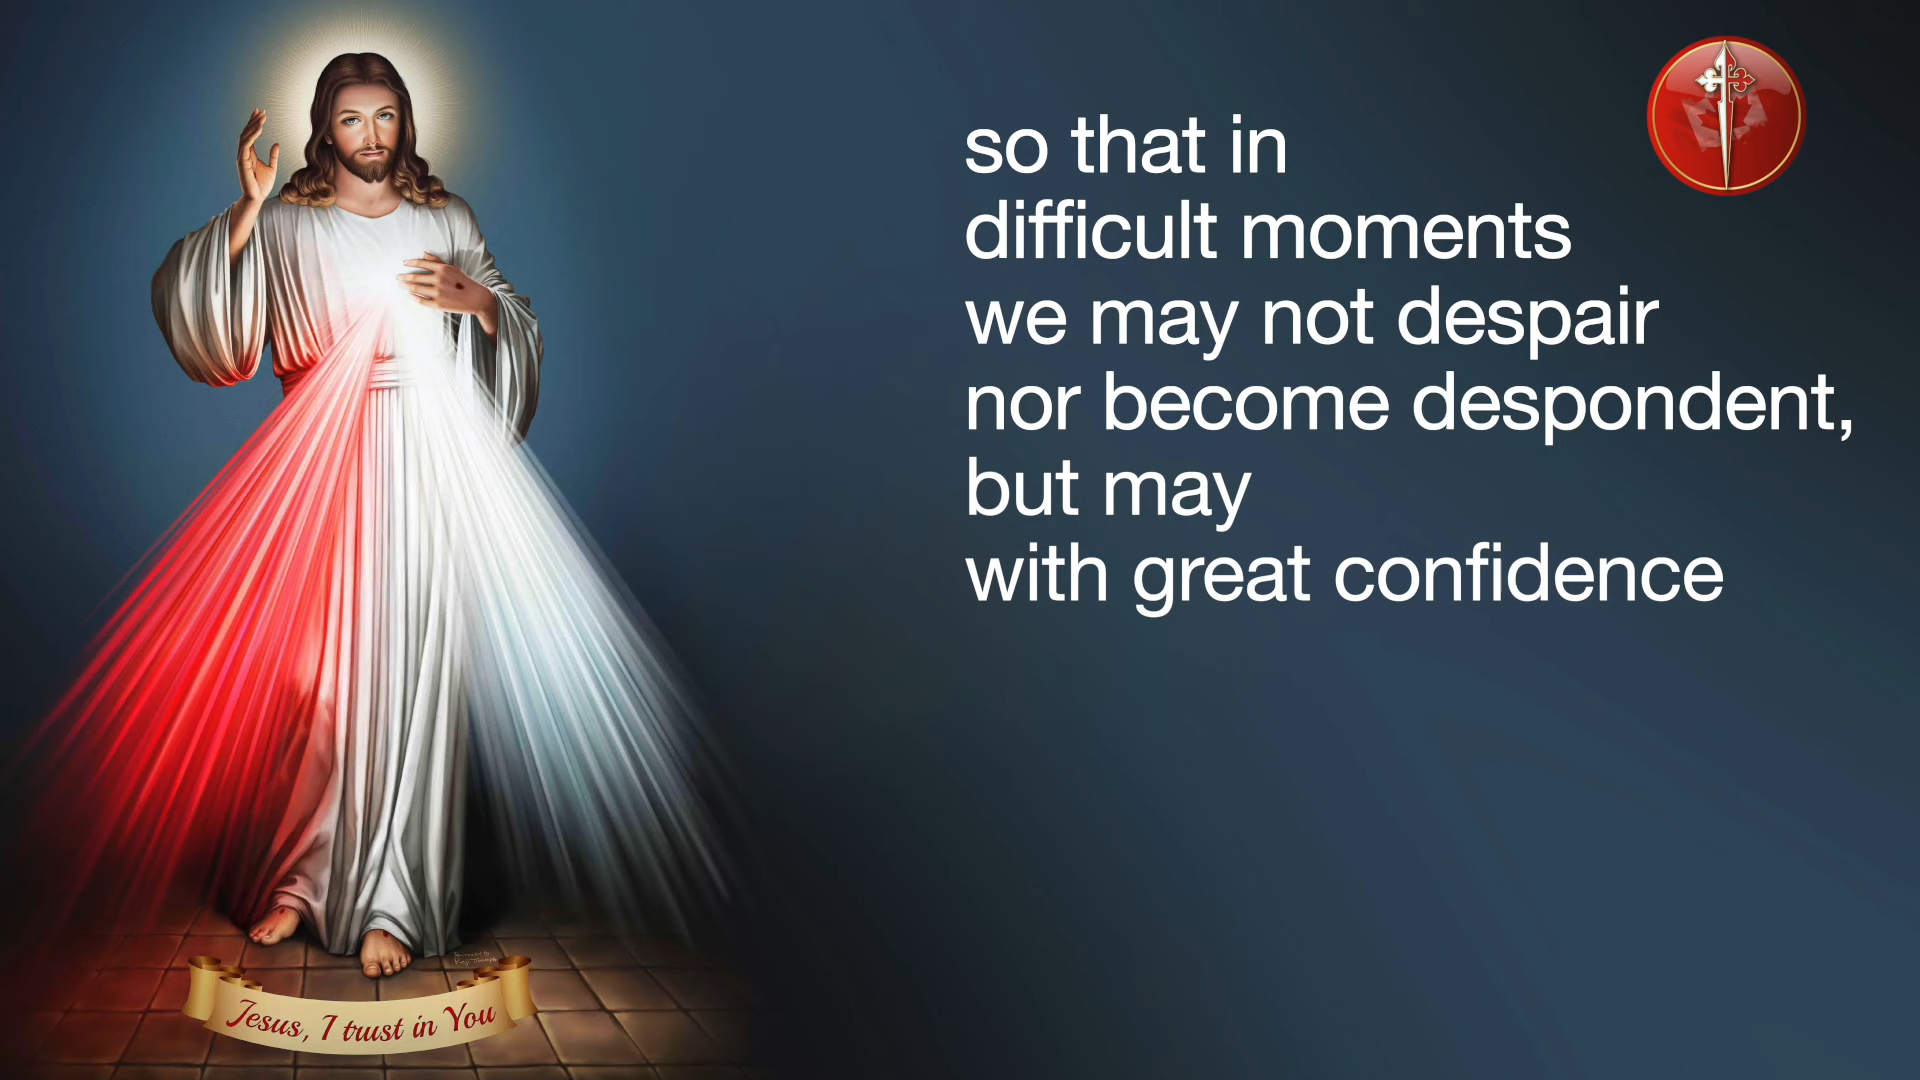 so that in
difficult moments
we may not despair
nor become despondent,
but may
with great confidence
Jesus, I trust in You